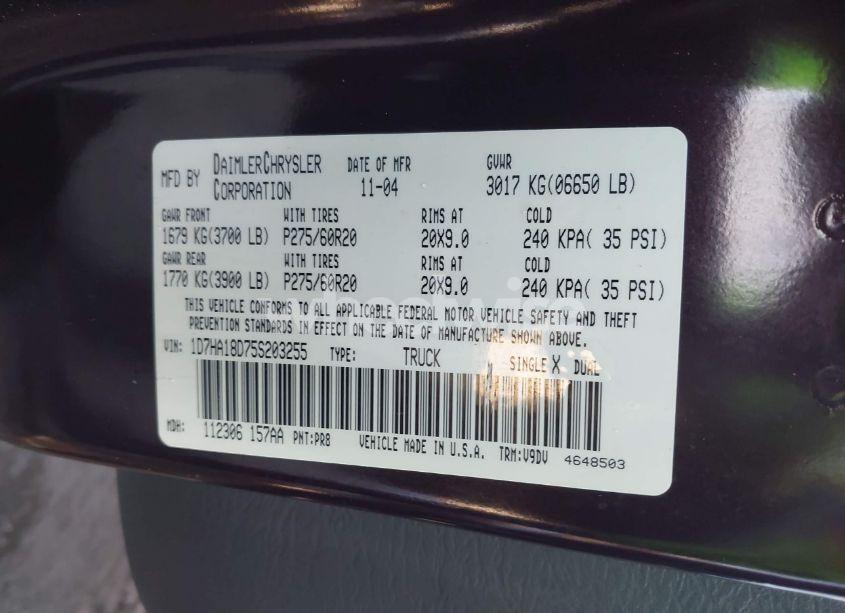 MFD BY DAIMLERCHRYSLER CORPORATION DATE OF MFR 11-04 GVWR 3017 KG(06650 LB)
GAWR FRONT WITH TIRES RIMS AT COLD
1679 KG(3700 LB) P275/60R20 20X9.0 240 KPA( 35 PSI)
GAWR REAR WITH TIRES RIMS AT COLD
1770 KG(3900 LB) P275/60R20 20X9.0 240 KPA( 35 PSI)
THIS VEHICLE CONFORMS TO ALL APPLICABLE FEDERAL MOTOR VEHICLE SAFETY AND THEFT
PREVENTION STANDARDS IN EFFECT ON THE DATE OF MANUFACTURE SHOWN ABOVE.
VIN: 1D7HA18D75S203255 TYPE: TRUCK SINGLE X DUAL
MDH: 112306 157AA PNT:PR8 VEHICLE MADE IN U.S.A. TRM:V9DV 4648503